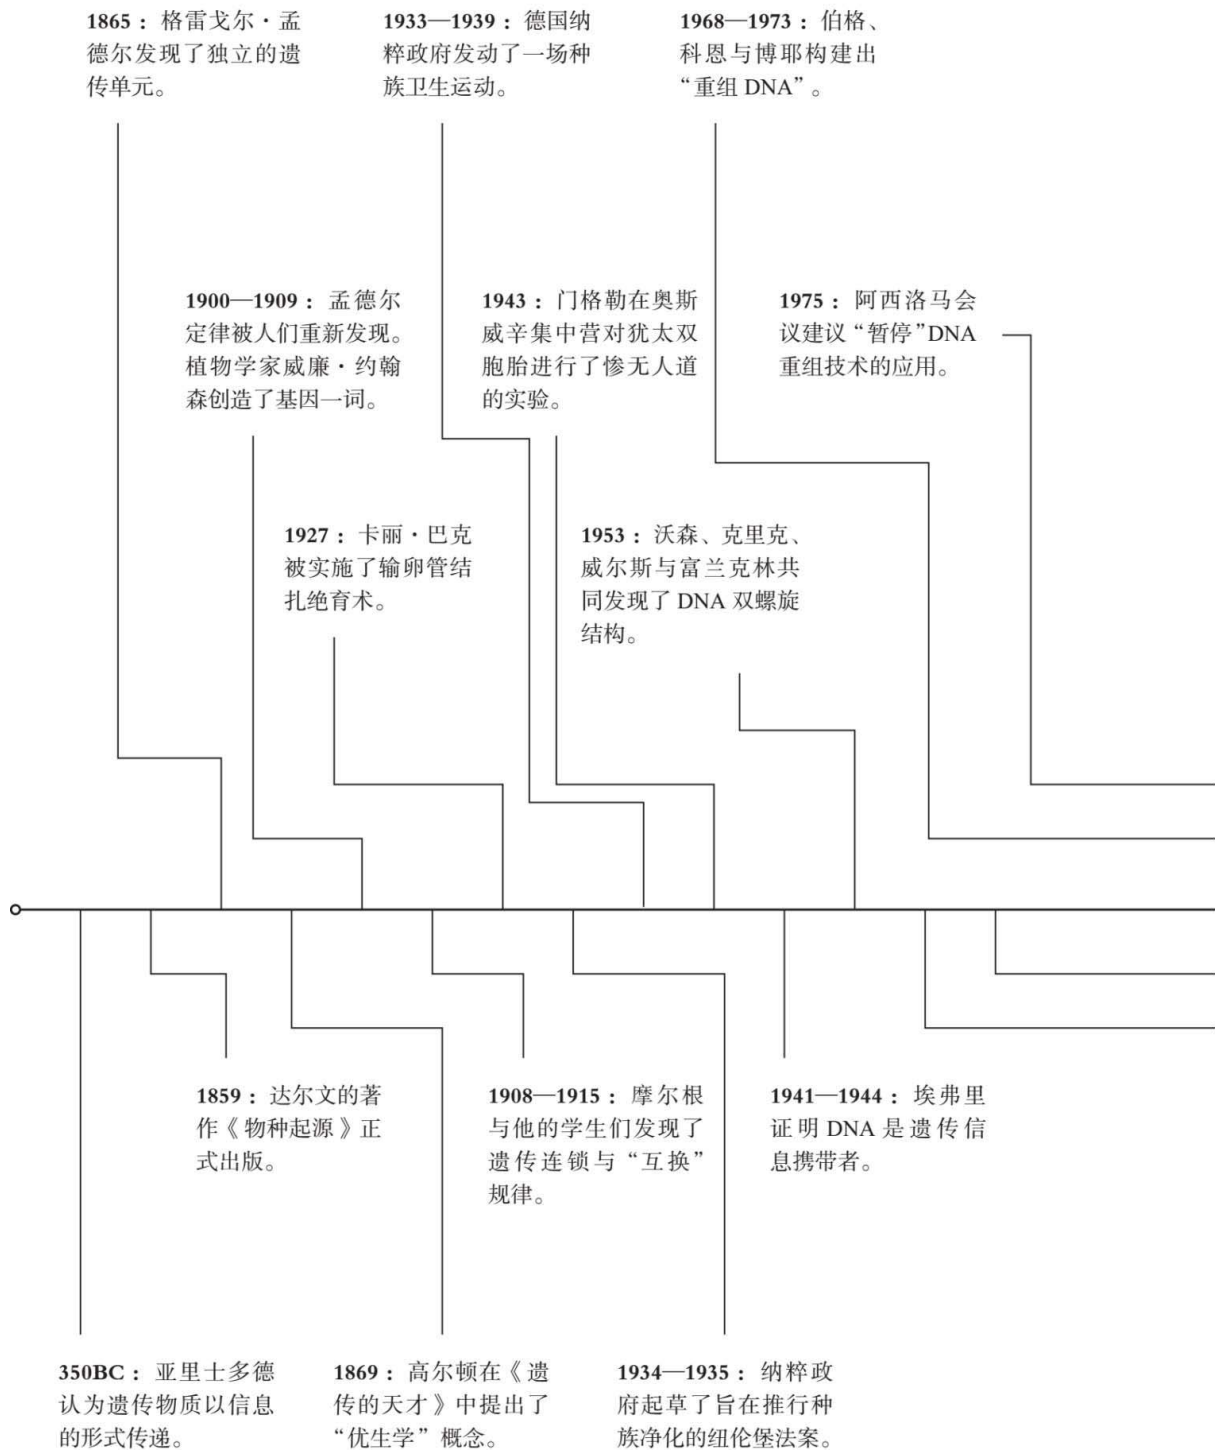 1865：格雷戈尔·孟
德尔发现了独立的遗
传单元。
1933—1939：德国纳
粹政府发动了一场种
族卫生运动。
1968—1973：伯格、
科恩与博耶构建出
“重组 DNA”。
1900—1909：孟德尔
定律被人们重新发现。
植物学家威廉·约翰
森创造了基因一词。
1943：门格勒在奥斯
威辛集中营对犹太双
胞胎进行了惨无人道
的实验。
1975：阿西洛马会
议建议“暂停”DNA
重组技术的应用。
1927：卡丽·巴克
被实施了输卵管结
扎绝育术。
1953：沃森、克里克、
威尔斯与富兰克林共
同发现了 DNA 双螺旋
结构。
1859：达尔文的著
作《物种起源》正
式出版。
1908—1915：摩尔根
与他的学生们发现了
遗传连锁与“互换”
规律。
1941—1944：埃弗里
证明 DNA 是遗传信
息携带者。
350BC：亚里士多德
认为遗传物质以信息
的形式传递。
1869：高尔顿在《遗
传的天才》中提出了
“优生学”概念。
1934—1935：纳粹政
府起草了旨在推行种
族净化的纽伦堡法案。